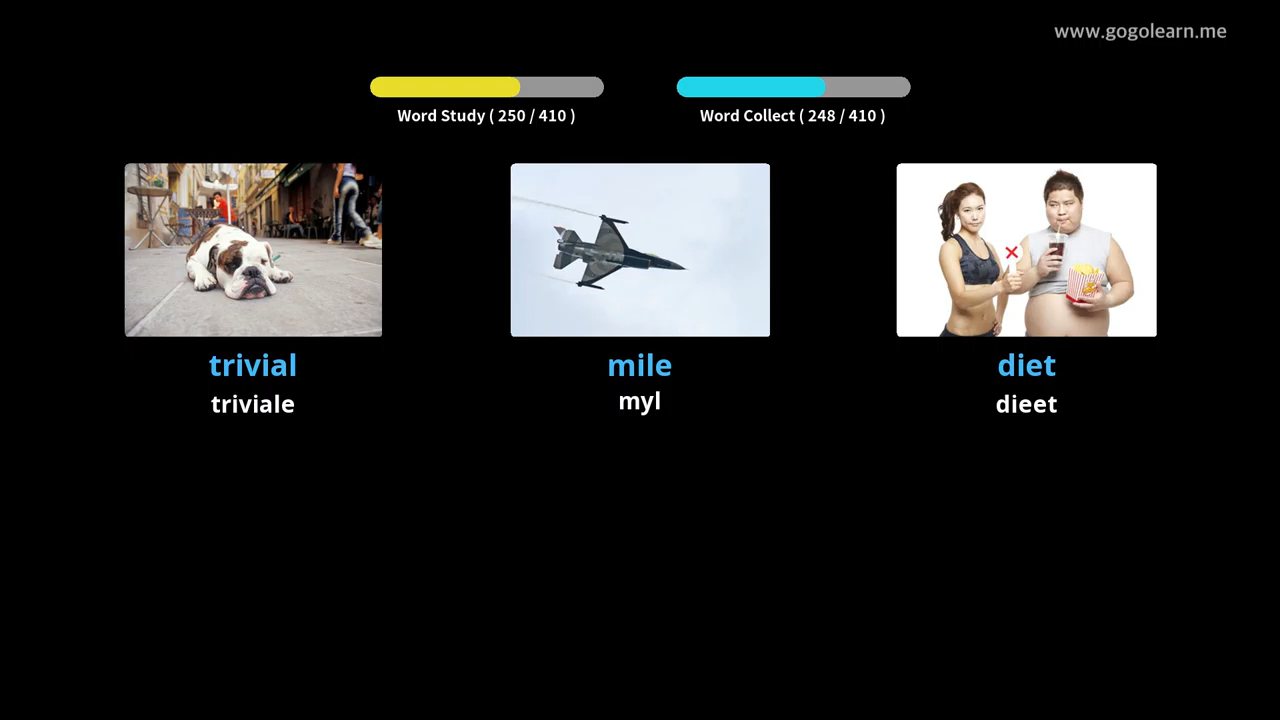 www.gogolearn.me
Word Study ( 250 / 410 )
Word Collect ( 248 / 410 )
trivial
triviale
mile
myl
diet
dieet